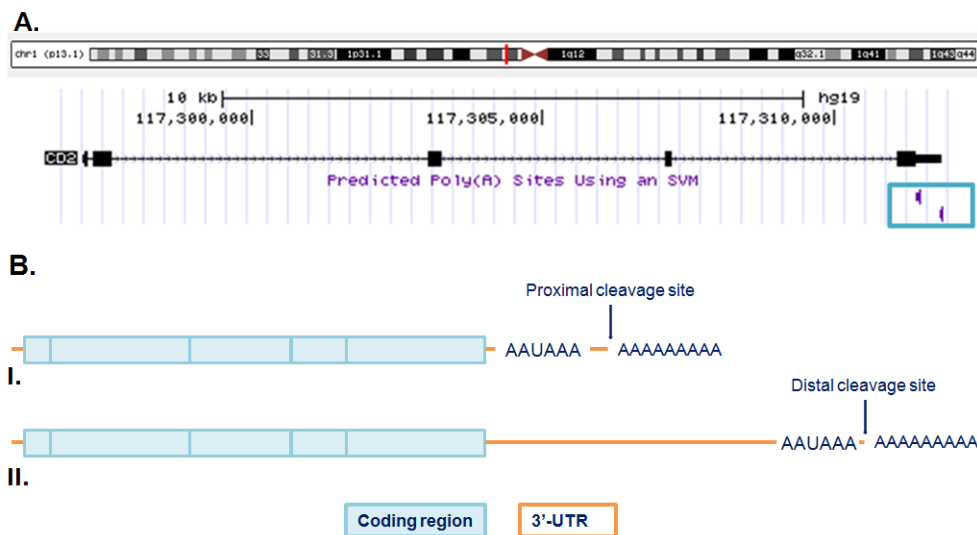 A.
chr1 (p13.1) 33 31.3 1p31.1 1q12 q32.1 1q41 1q43 q44
10 kb hg19
117,300,000| 117,305,000| 117,310,000|
CD2
Predicted Poly(A) Sites Using an SVM
B.
Proximal cleavage site
AAUAAA AAAAAAAAA
I.
Distal cleavage site
AAUAAA AAAAAAAAA
II.
Coding region 3'-UTR